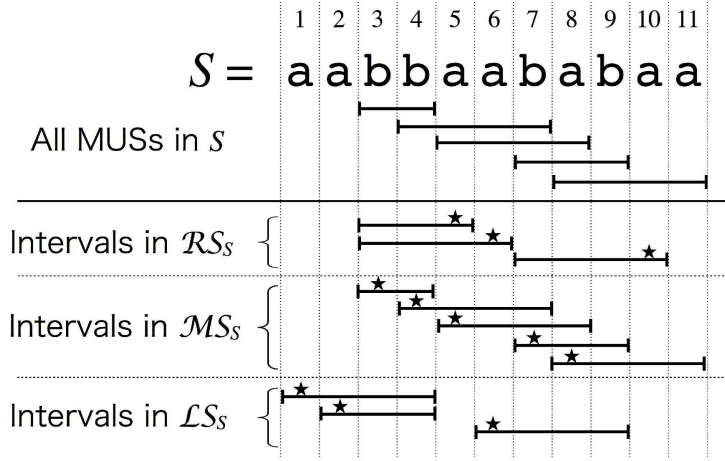 1 2 3 4 5 6 7 8 9 10 11
S = a a b b a a b a b a a
All MUSs in S
Intervals in RS_S
Intervals in MS_S
Intervals in LS_S